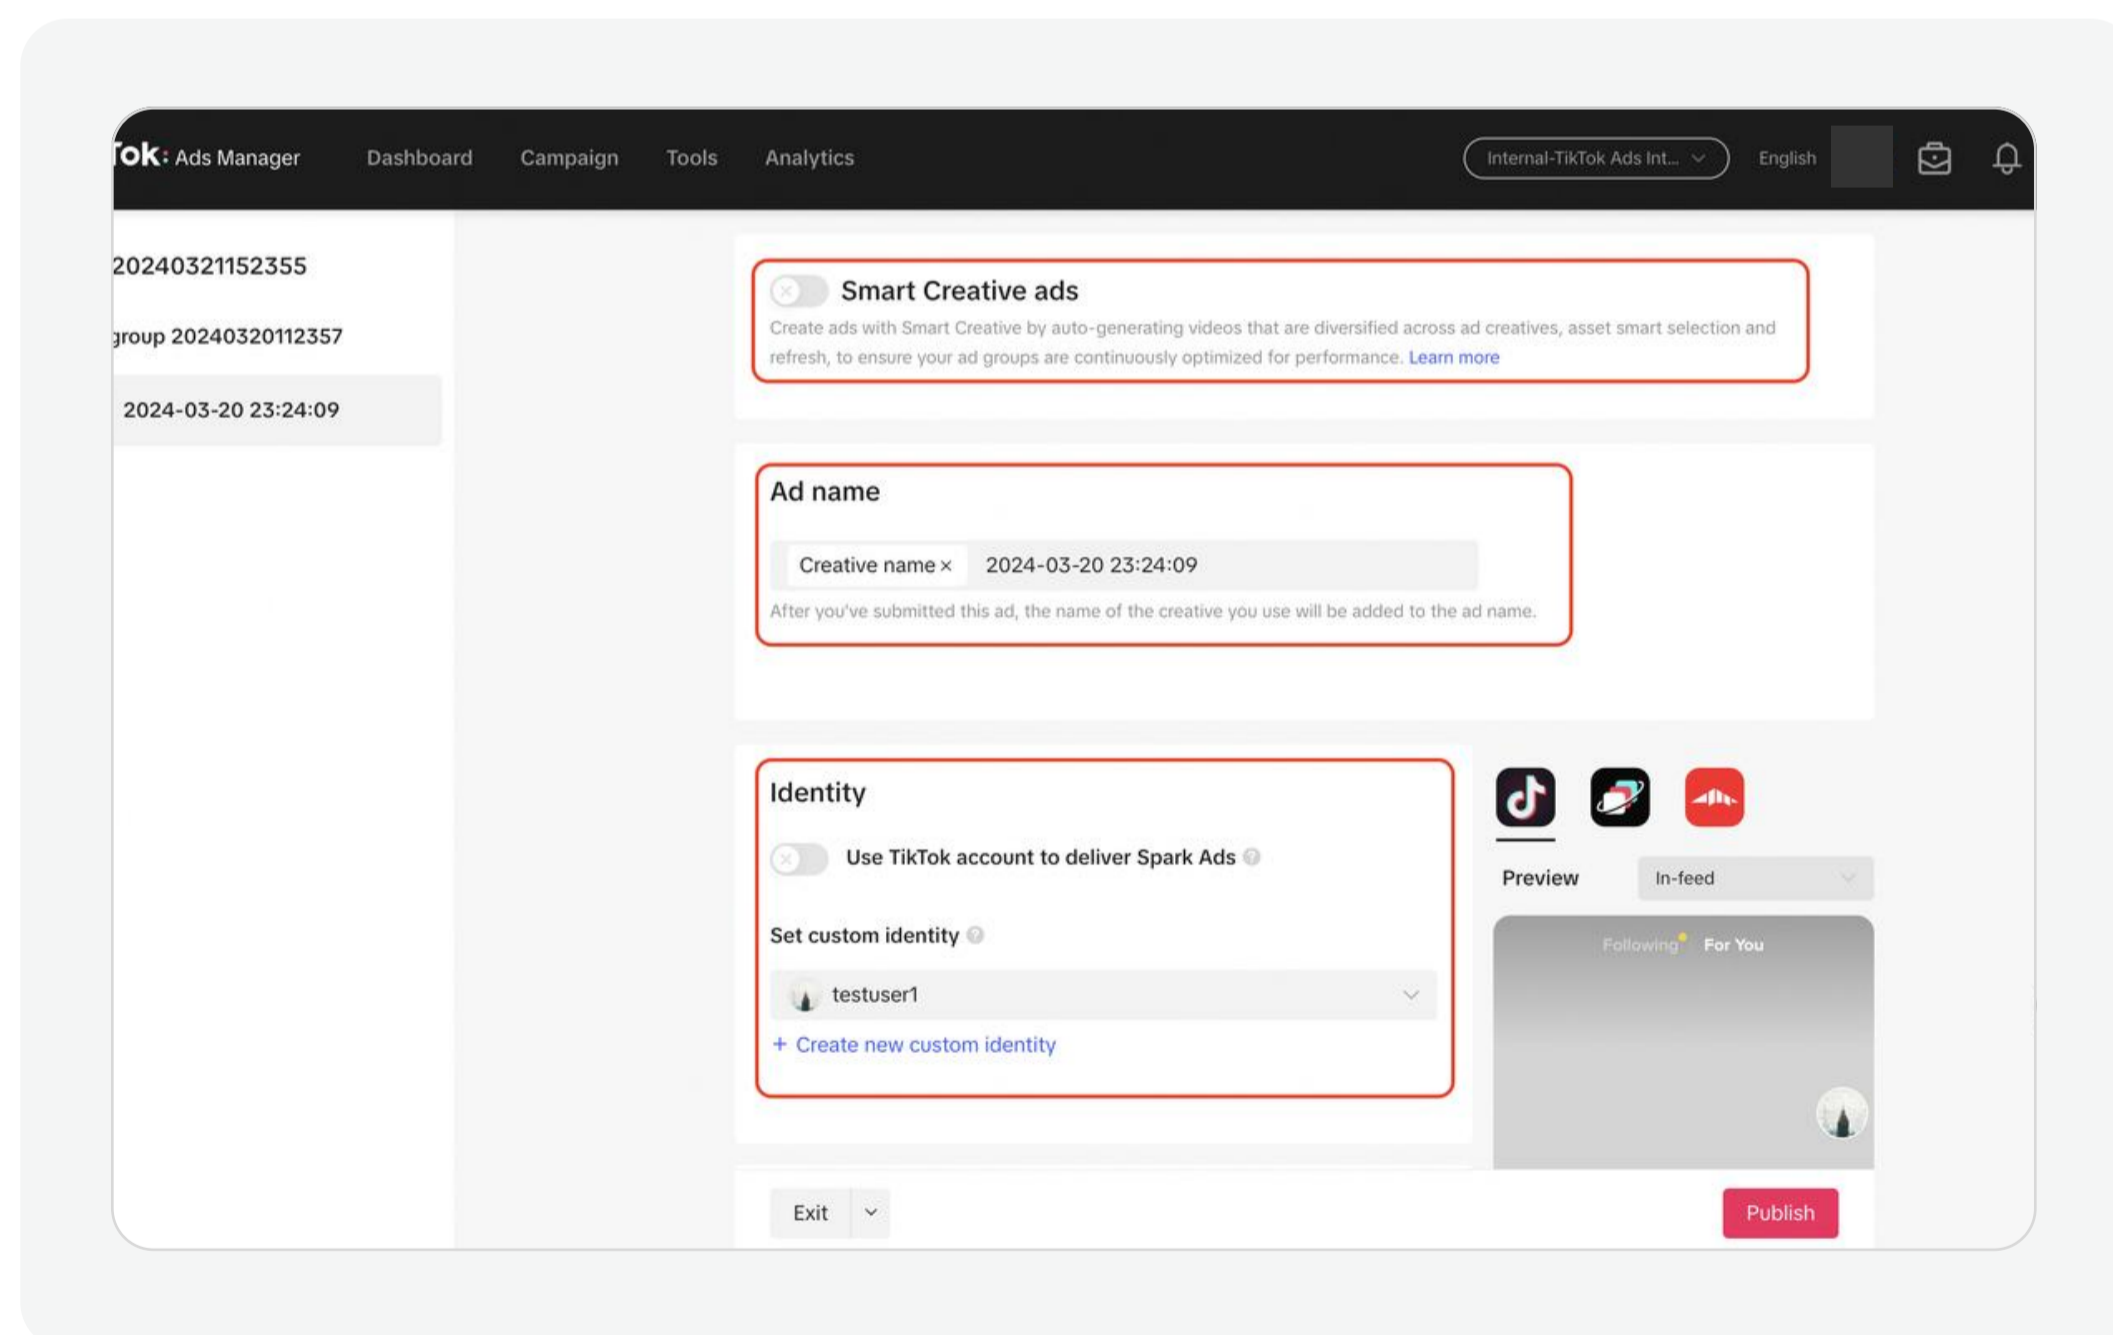 Tok: Ads Manager Dashboard Campaign Tools Analytics Internal-TikTok Ads Int... English
20240321152355
group 20240320112357
2024-03-20 23:24:09
Smart Creative ads
Create ads with Smart Creative by auto-generating videos that are diversified across ad creatives, asset smart selection and
refresh, to ensure your ad groups are continuously optimized for performance. Learn more
Ad name
Creative name × 2024-03-20 23:24:09
After you've submitted this ad, the name of the creative you use will be added to the ad name.
Identity
Use TikTok account to deliver Spark Ads
Set custom identity
testuser1
+ Create new custom identity
Preview In-feed
Following For You
Exit Publish